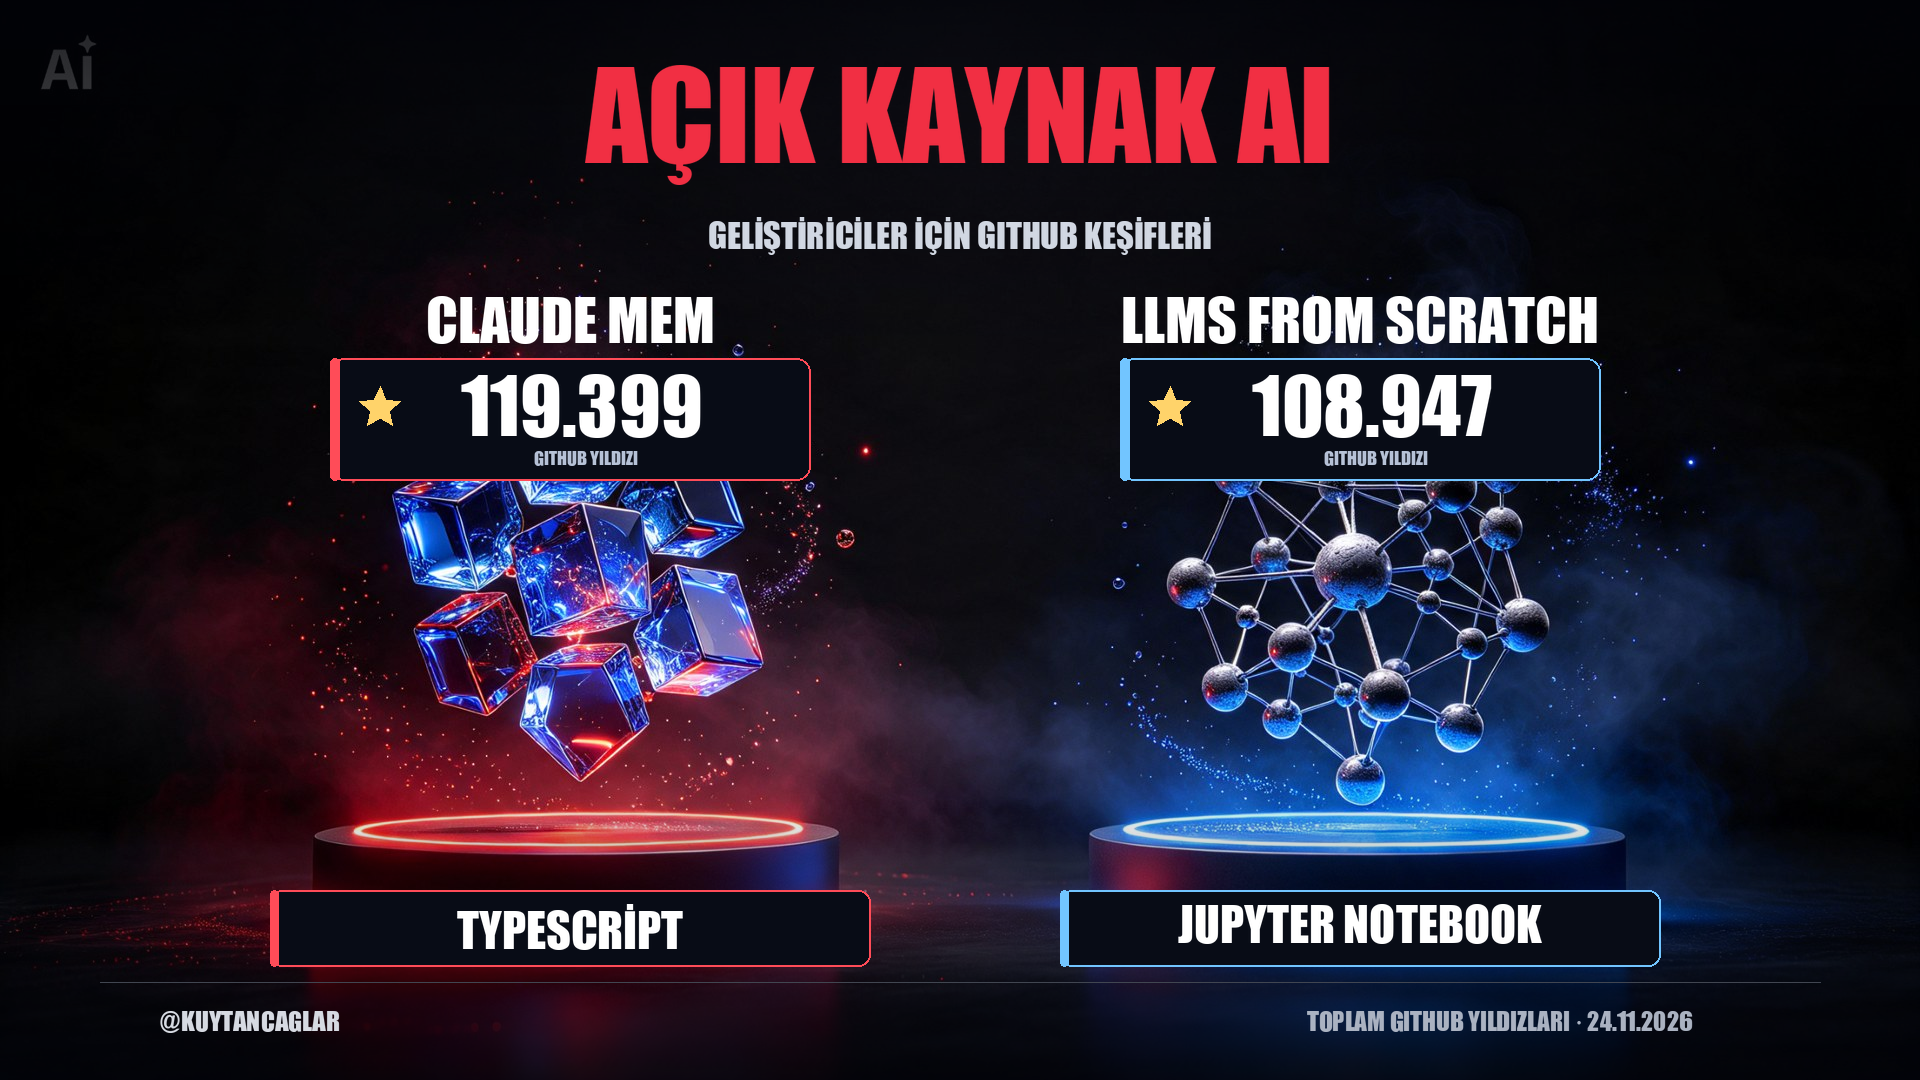 Ai
AÇIK KAYNAK AI
GELİŞTİRİCİLER İÇİN GITHUB KEŞİFLERİ
CLAUDE MEM
119.399
GITHUB YILDIZI
TYPESCRİPT
LLMS FROM SCRATCH
108.947
GITHUB YILDIZI
JUPYTER NOTEBOOK
@KUYTANCAGLAR
TOPLAM GITHUB YILDIZLARI · 24.11.2026